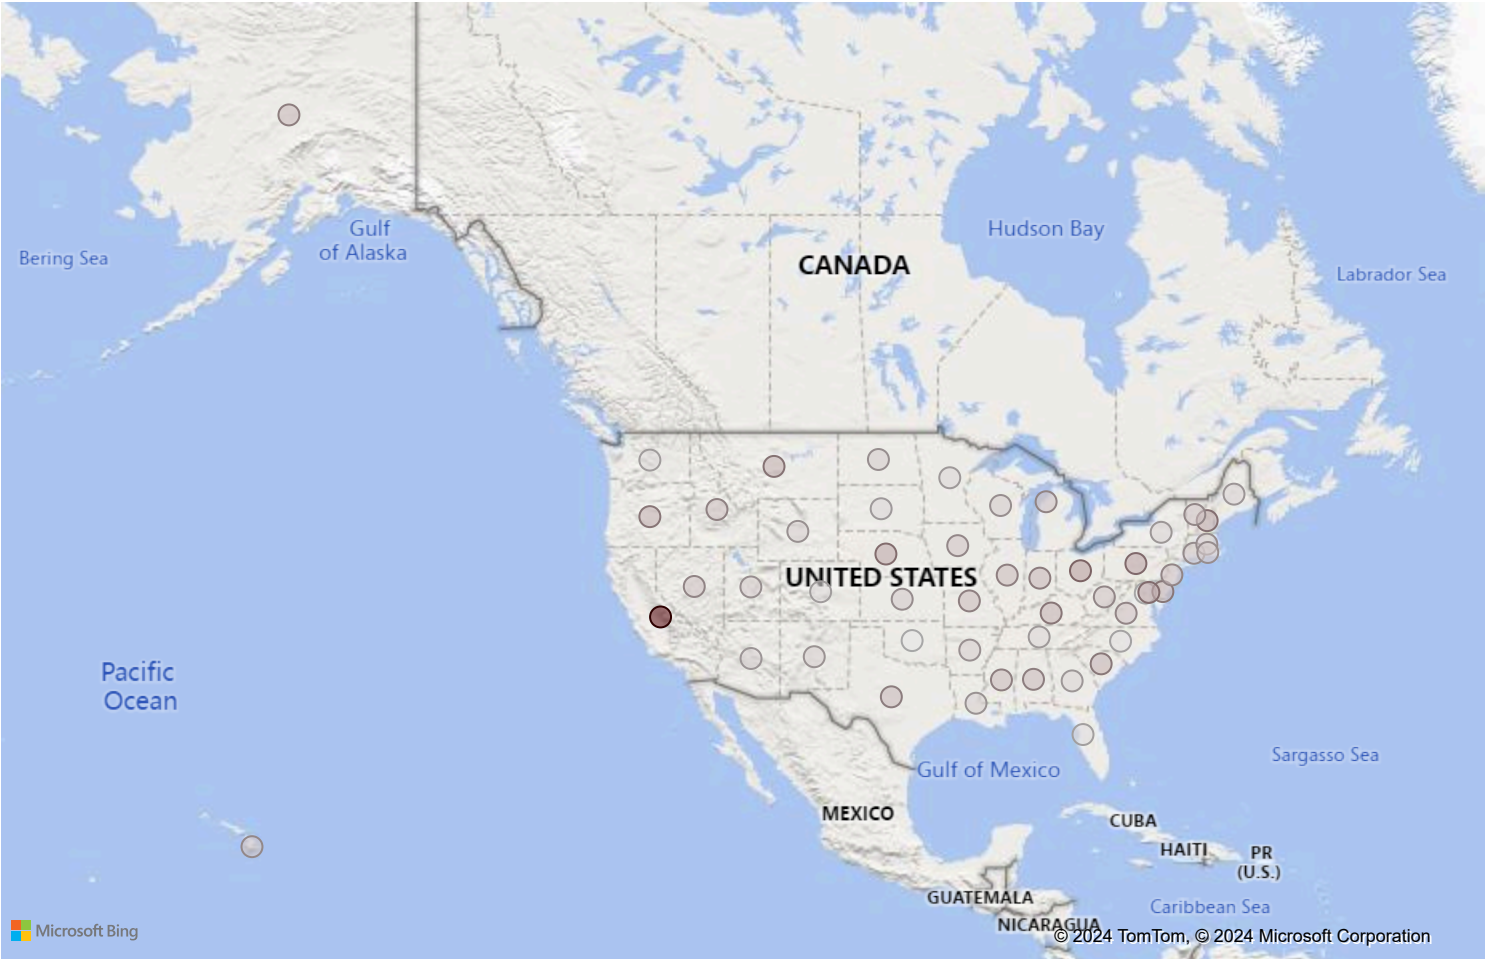 Gulf
of Alaska
Bering Sea
Hudson Bay
CANADA
Labrador Sea
UNITED STATES
Pacific
Ocean
Sargasso Sea
Gulf of Mexico
MEXICO
CUBA
HAITI
PR
(U.S.)
GUATEMALA
Caribbean Sea
NICARAGUA
Microsoft Bing
© 2024 TomTom, © 2024 Microsoft Corporation